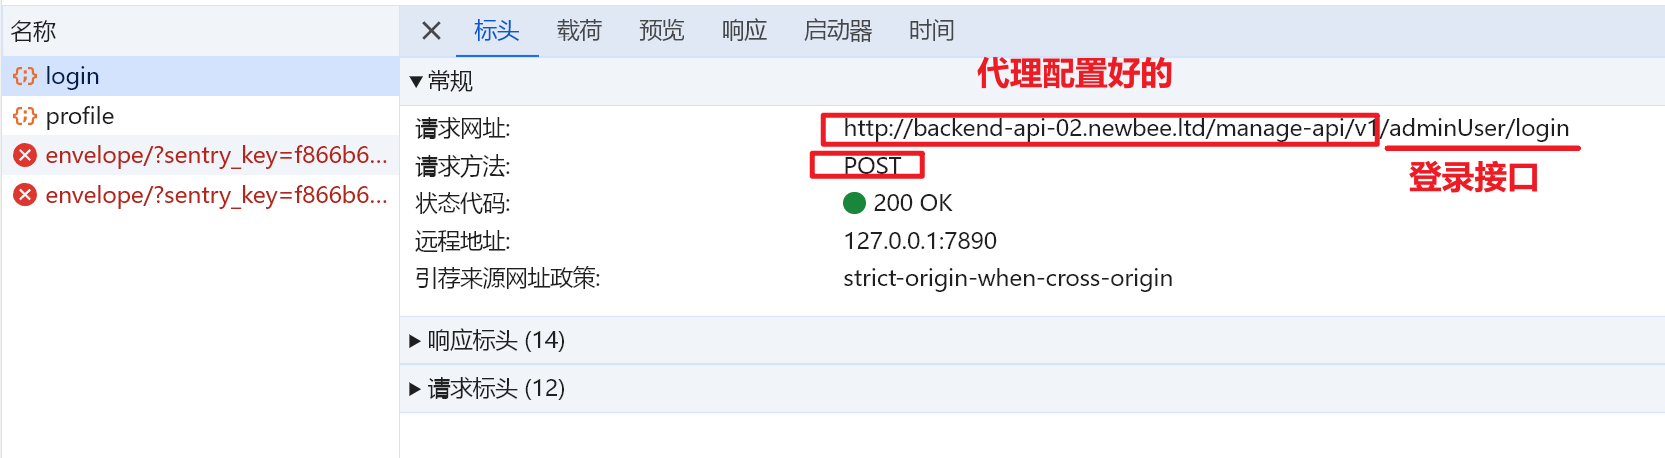 名称
login
profile
envelope/?sentry_key=f866b6...
envelope/?sentry_key=f866b6...
标头 载荷 预览 响应 启动器 时间
常规
代理配置好的
请求网址: http://backend-api-02.newbee.ltd/manage-api/v1/adminUser/login
请求方法: POST
登录接口
状态代码: 200 OK
远程地址: 127.0.0.1:7890
引荐来源网址政策: strict-origin-when-cross-origin
响应标头 (14)
请求标头 (12)